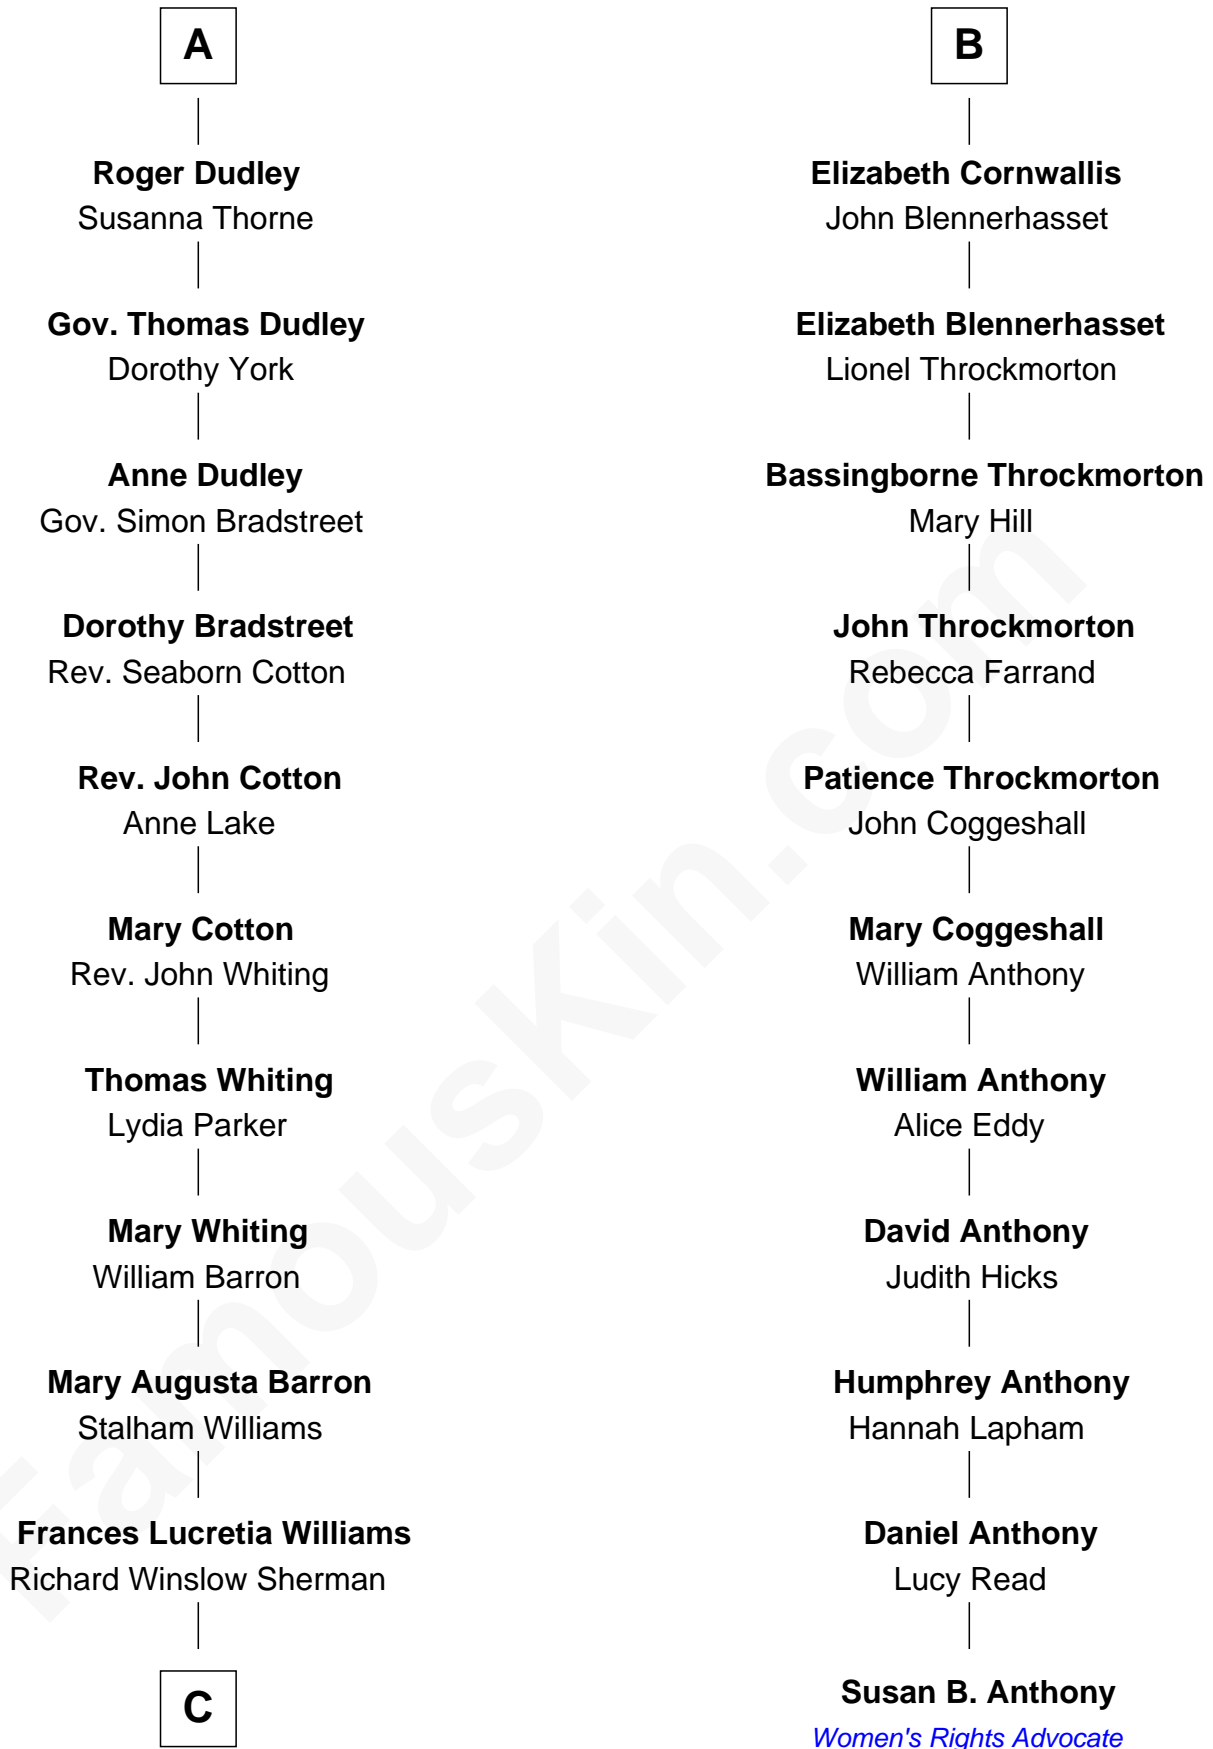 A
Roger Dudley
Susanna Thorne
Gov. Thomas Dudley
Dorothy York
Anne Dudley
Gov. Simon Bradstreet
Dorothy Bradstreet
Rev. Seaborn Cotton
Rev. John Cotton
Anne Lake
Mary Cotton
Rev. John Whiting
Thomas Whiting
Lydia Parker
Mary Whiting
William Barron
Mary Augusta Barron
Stalham Williams
Frances Lucretia Williams
Richard Winslow Sherman
C
B
Elizabeth Cornwallis
John Blennerhasset
Elizabeth Blennerhasset
Lionel Throckmorton
Bassingborne Throckmorton
Mary Hill
John Throckmorton
Rebecca Farrand
Patience Throckmorton
John Coggeshall
Mary Coggeshall
William Anthony
William Anthony
Alice Eddy
David Anthony
Judith Hicks
Humphrey Anthony
Hannah Lapham
Daniel Anthony
Lucy Read
Susan B. Anthony
Women's Rights Advocate
FamousKin.com